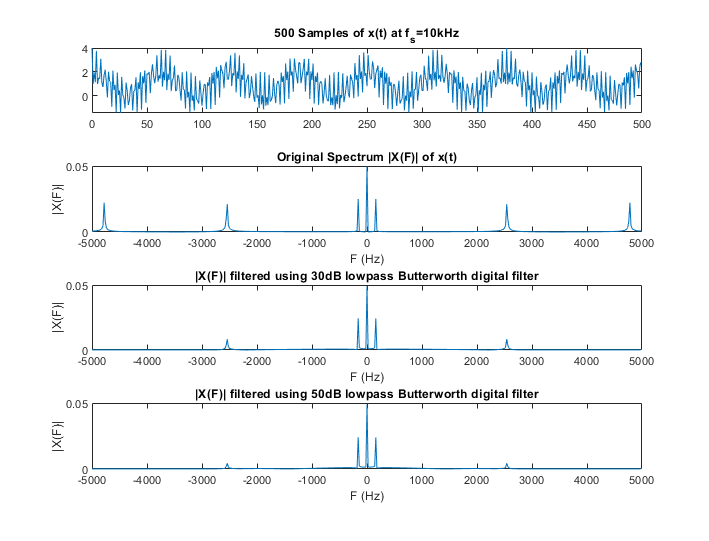 500 Samples of x(t) at fs=10kHz
4
2
0
0 50 100 150 200 250 300 350 400 450 500
Original Spectrum |X(F)| of x(t)
0.05
|X(F)|
0
-5000 -4000 -3000 -2000 -1000 0 1000 2000 3000 4000 5000
F (Hz)
|X(F)| filtered using 30dB lowpass Butterworth digital filter
0.05
|X(F)|
0
-5000 -4000 -3000 -2000 -1000 0 1000 2000 3000 4000 5000
F (Hz)
|X(F)| filtered using 50dB lowpass Butterworth digital filter
0.05
|X(F)|
0
-5000 -4000 -3000 -2000 -1000 0 1000 2000 3000 4000 5000
F (Hz)